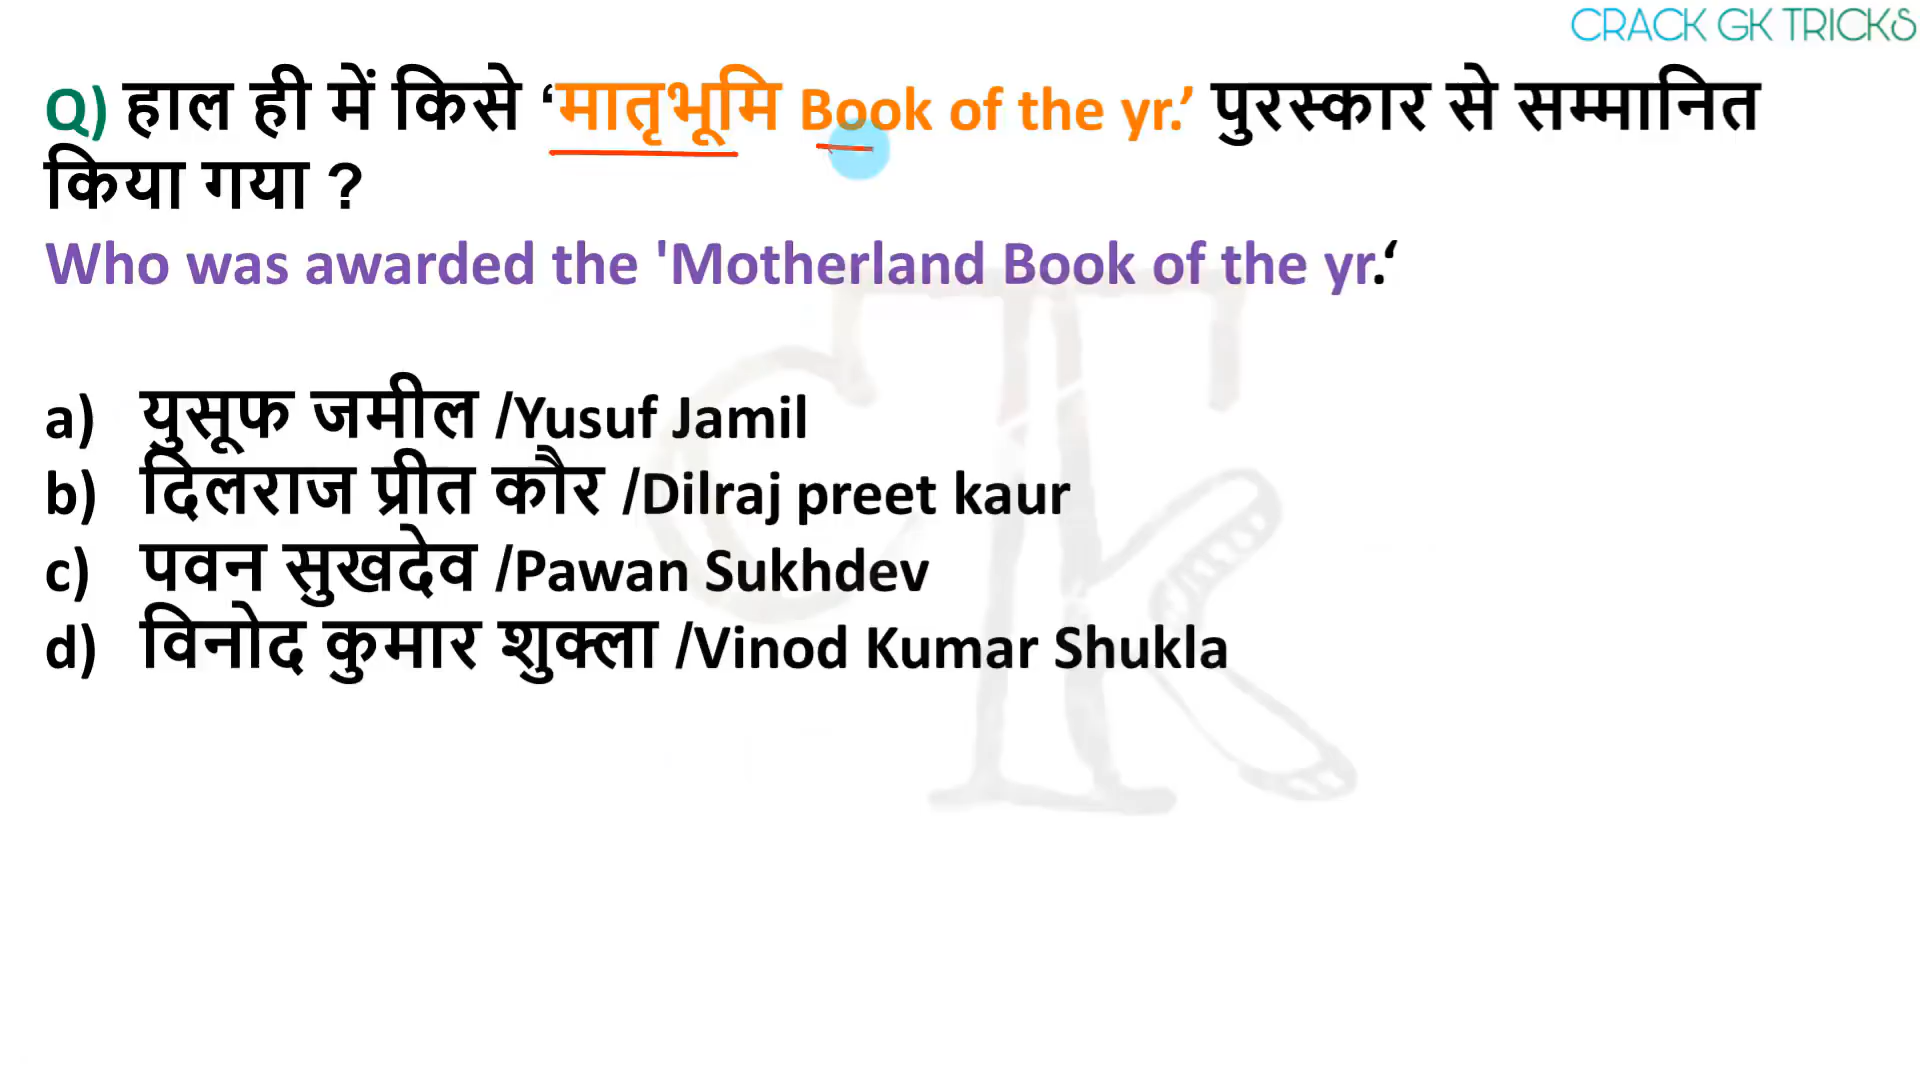 CRACK GK TRICKS
Q) हाल ही में किसे ‘मातृभूमि Book of the yr.’ पुरस्कार से सम्मानित
किया गया ?
Who was awarded the 'Motherland Book of the yr.‘
a) युसूफ जमील /Yusuf Jamil
b) दिलराज प्रीत कौर /Dilraj preet kaur
c) पवन सुखदेव /Pawan Sukhdev
d) विनोद कुमार शुक्ला /Vinod Kumar Shukla